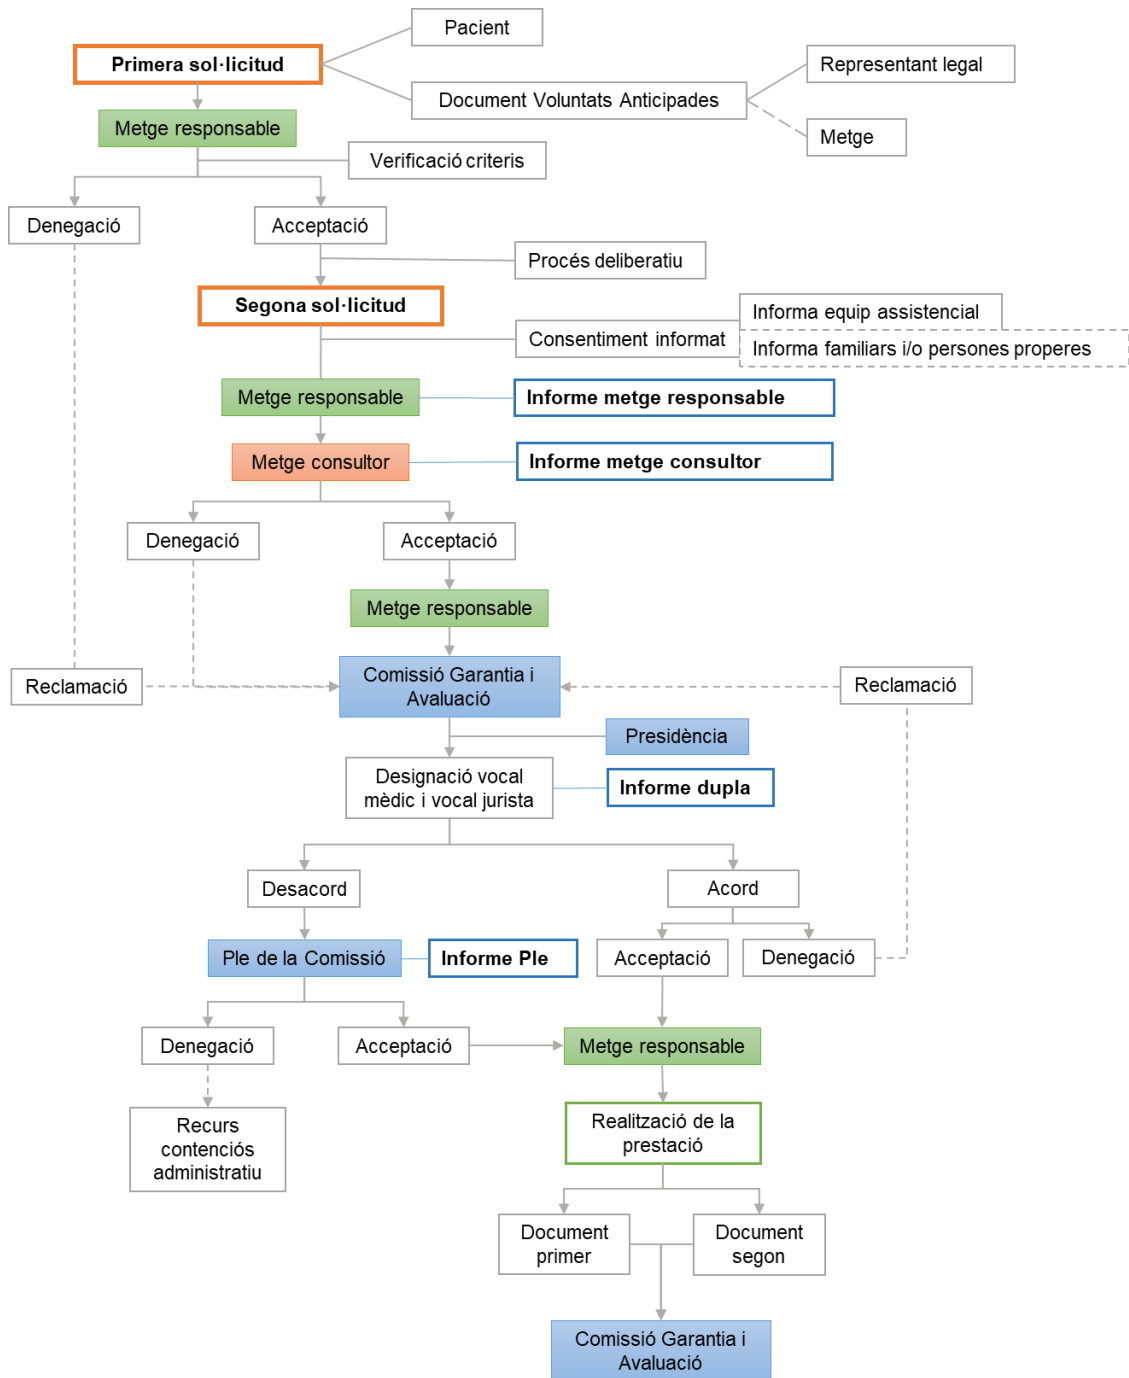 Pacient
Primera sol·licitud
Representant legal
Document Voluntats Anticipades
Metge responsable
Metge
Verificació criteris
Denegació
Acceptació
Procés deliberatiu
Segona sol·licitud
Informa equip assistencial
Consentiment informat
Informa familiars i/o persones properes
Metge responsable
Informe metge responsable
Metge consultor
Informe metge consultor
Denegació
Acceptació
Metge responsable
Reclamació
Comissió Garantia i
Avaluació
Reclamació
Presidència
Designació vocal
mèdic i vocal jurista
Informe dupla
Desacord
Acord
Ple de la Comissió
Informe Ple
Acceptació
Denegació
Denegació
Acceptació
Metge responsable
Recurs
contenciós
administratiu
Realització de la
prestació
Document
primer
Document
segon
Comissió Garantia i
Avaluació